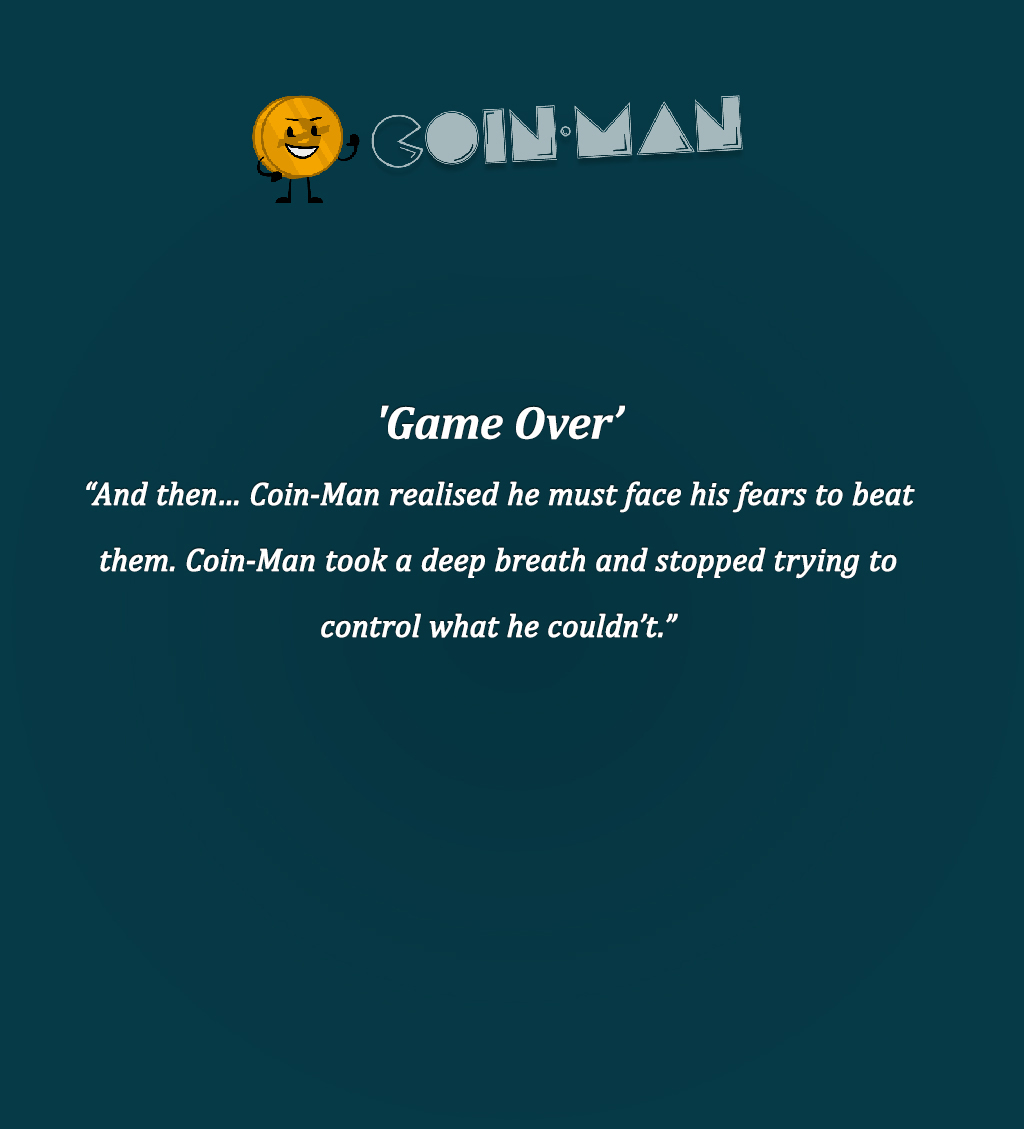 COIN·MAN
'Game Over’
“And then... Coin-Man realised he must face his fears to beat
them. Coin-Man took a deep breath and stopped trying to
control what he couldn’t.”